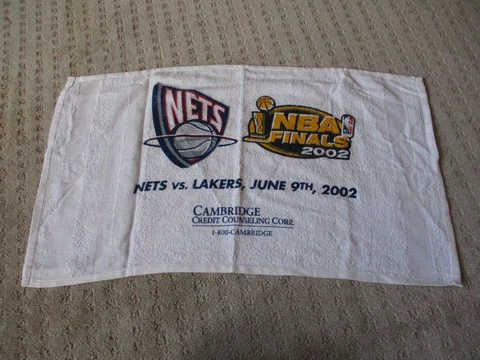 NETS
NBA
FINALS
2002
NETS VS. LAKERS, JUNE 9TH, 2002
CAMBRIDGE
CREDIT COUNSELING CORP.
1-800-CAMBRIDGE